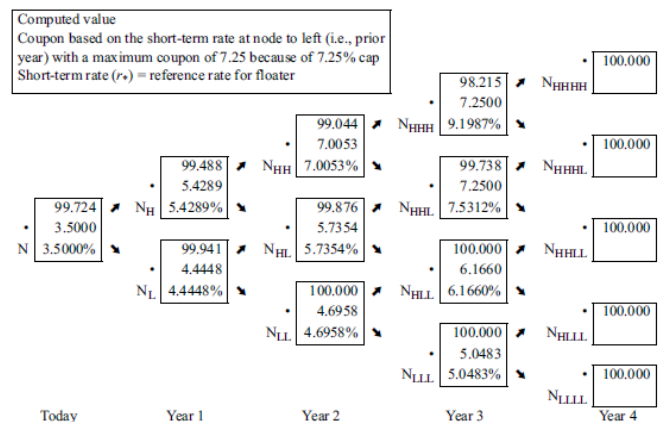 Computed value
Coupon based on the short-term rate at node to left (i.e., prior
year) with a maximum coupon of 7.25 because of 7.25% cap
Short-term rate (r*) = reference rate for floater
• 100.000
NHHHH
98.215
• 7.2500
NHHH 9.1987%
99.044
• 7.0053
NHH 7.0053%
• 100.000
NHHHL
99.488
• 5.4289
NH 5.4289%
99.738
• 7.2500
NHHL 7.5312%
99.724
• 3.5000
N 3.5000%
99.876
• 5.7354
NHL 5.7354%
• 100.000
NHHLL
99.941
• 4.4448
NL 4.4448%
100.000
• 6.1660
NHLL 6.1660%
100.000
• 4.6958
NLL 4.6958%
• 100.000
NHLLL
100.000
• 5.0483
NLLL 5.0483%
• 100.000
NLLLL
Today Year 1 Year 2 Year 3 Year 4